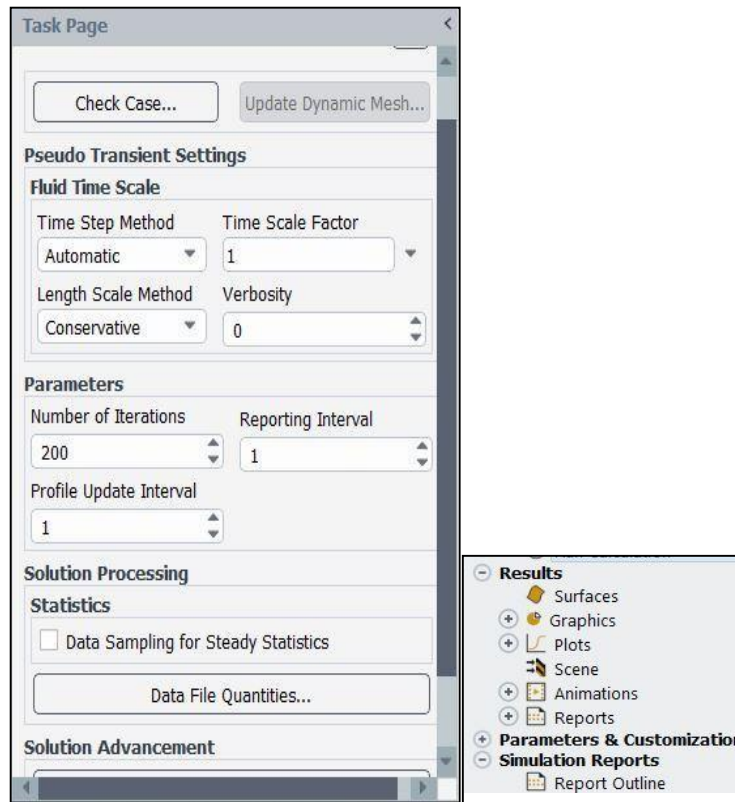 Task Page
Check Case...
Update Dynamic Mesh...
Pseudo Transient Settings
Fluid Time Scale
Time Step Method Time Scale Factor
Automatic 1
Length Scale Method Verbosity
Conservative 0
Parameters
Number of Iterations Reporting Interval
200 1
Profile Update Interval
1
Solution Processing
Statistics
Data Sampling for Steady Statistics
Data File Quantities...
Solution Advancement
Results
Surfaces
Graphics
Plots
Scene
Animations
Reports
Parameters & Customization
Simulation Reports
Report Outline